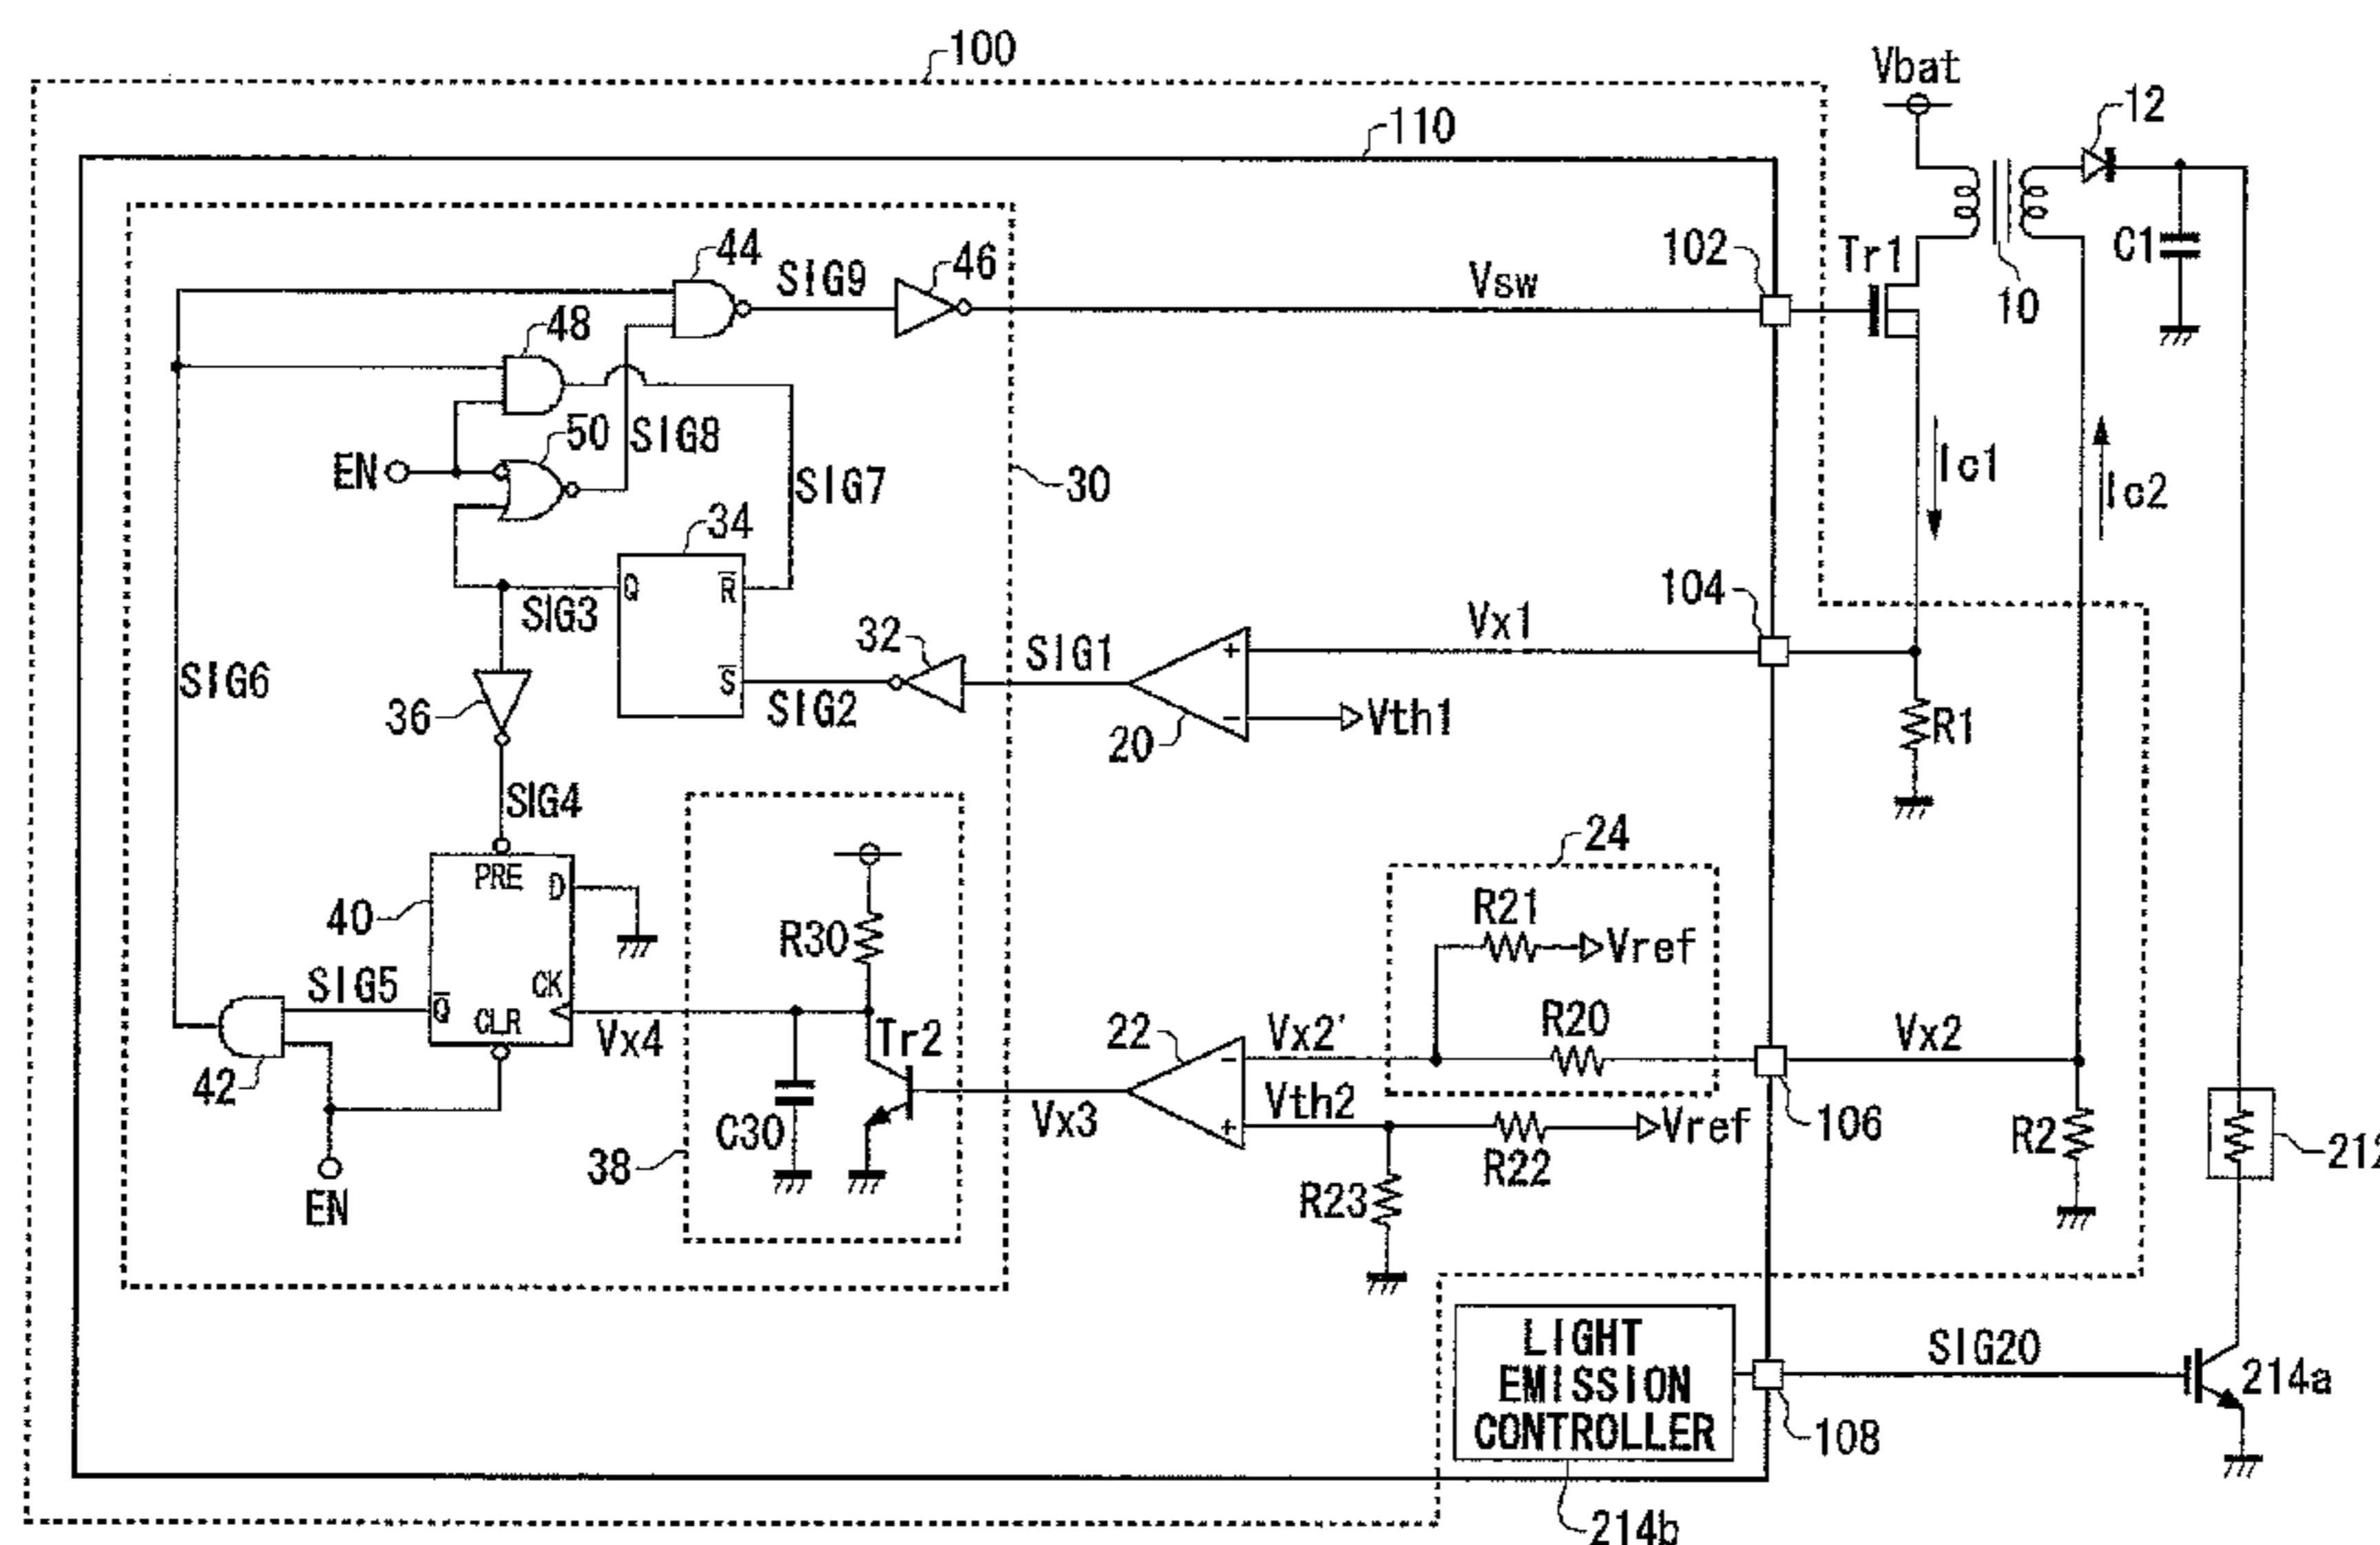 100
Vbat
12
110
44
SIG9
46
102
Vsw
Tr1
10
C1
48
50
SIG8
EN
SIG7
30
Ic1
Ic2
34
Q
R
SIG3
S
SIG2
32
SIG1
104
Vx1
Vth1
20
R1
SIG6
36
SIG4
40
PRE
D
CK
Q
CLR
SIG5
42
EN
Vx4
R30
Tr2
C30
38
Vx3
24
R21
Vref
R20
22
Vx2'
Vth2
Vref
R22
R23
106
Vx2
R2
212
LIGHT
EMISSION
CONTROLLER
SIG20
214a
108
214b